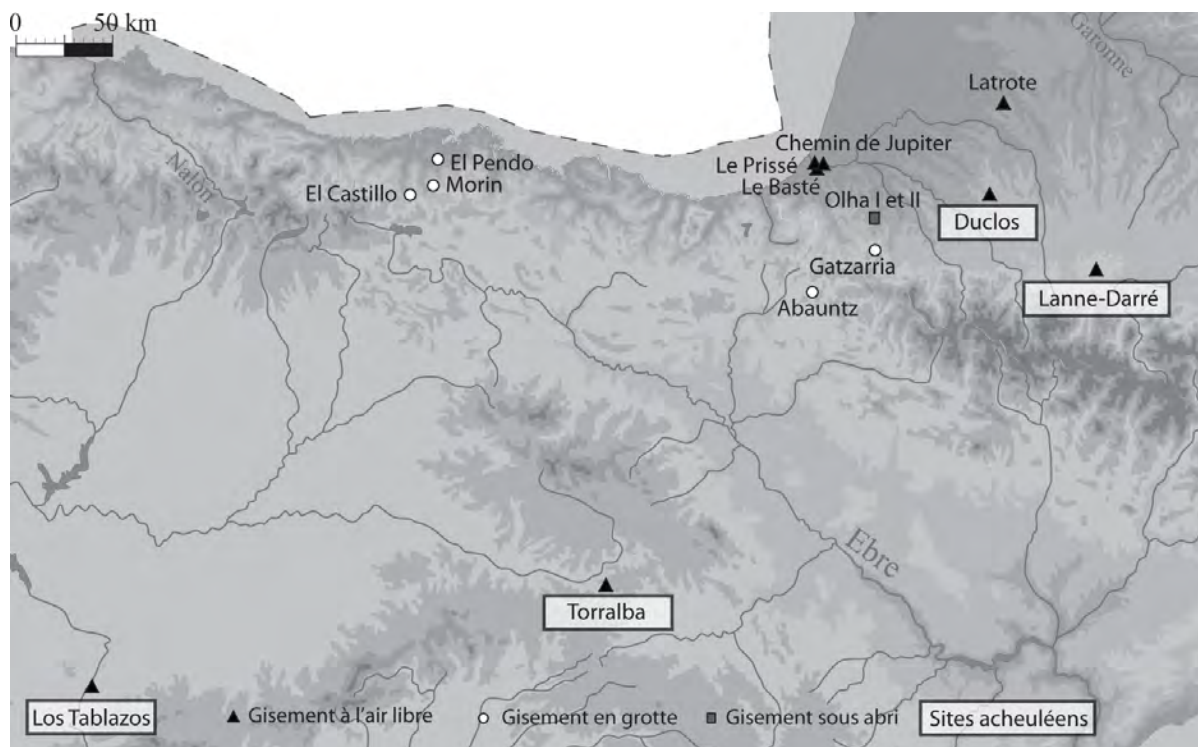 0 50 km
Garonne
Latrote
Chemin de Jupiter
Nalón
El Pendo
Le Prissé
Morin
Le Basté
El Castillo
Olha I et II
Duclos
Gatzarria
Lanne-Darré
Abauntz
Ebre
Torralba
Los Tablazos
Gisement à l'air libre
Gisement en grotte
Gisement sous abri
Sites acheuléens